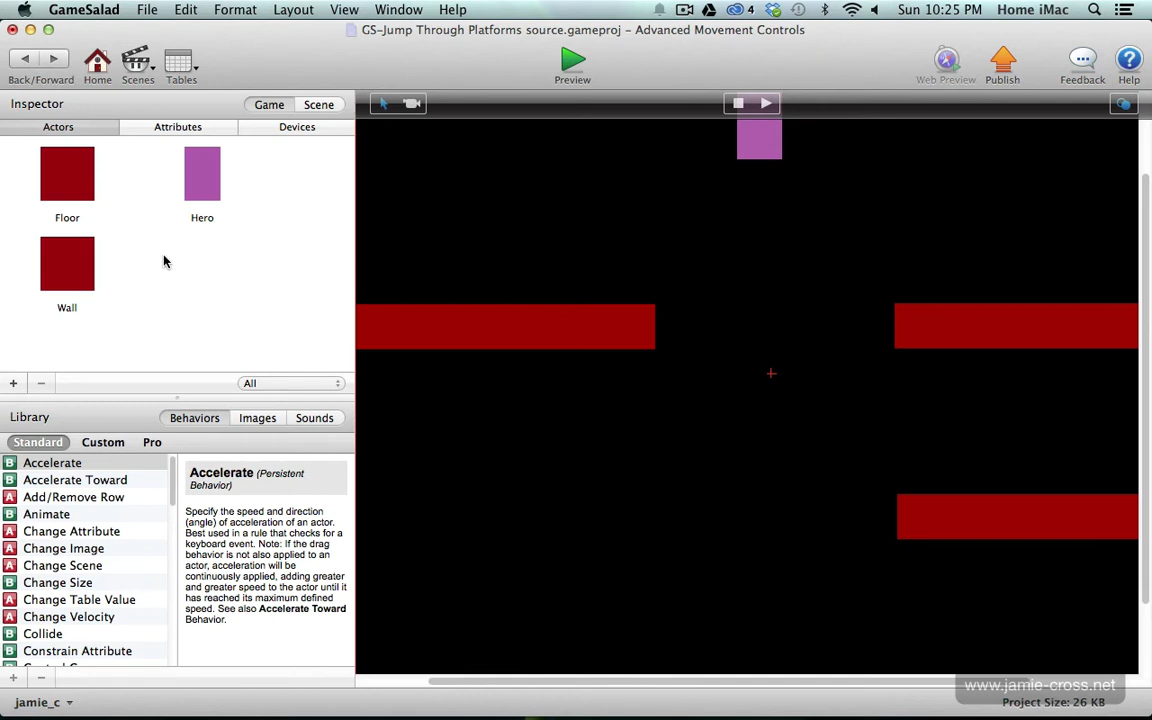 GameSalad File Edit Format Layout View Window Help 4 Sun 10:25 PM Home iMac
GS-Jump Through Platforms source.gameproj - Advanced Movement Controls
Back/Forward Home Scenes Tables Preview Web Preview Publish Feedback Help
Inspector Game Scene
Actors Attributes Devices
Floor Hero
Wall
+ - All
Library Behaviors Images Sounds
Standard Custom Pro
B Accelerate
B Accelerate Toward
A Add/Remove Row
B Animate
A Change Attribute
A Change Image
A Change Scene
B Change Size
A Change Table Value
A Change Velocity
B Collide
B Constrain Attribute
Accelerate (Persistent
Behavior)
Specify the speed and direction
(angle) of acceleration of an actor.
Best used in a rule that checks for a
keyboard event. Note: If the drag
behavior is not also applied to an
actor, acceleration will be
continuously applied, adding greater
and greater speed to the actor until it
has reached its maximum defined
speed. See also Accelerate Toward
Behavior.
+ -
www.jamie-cross.net
jamie_c Project Size: 26 KB